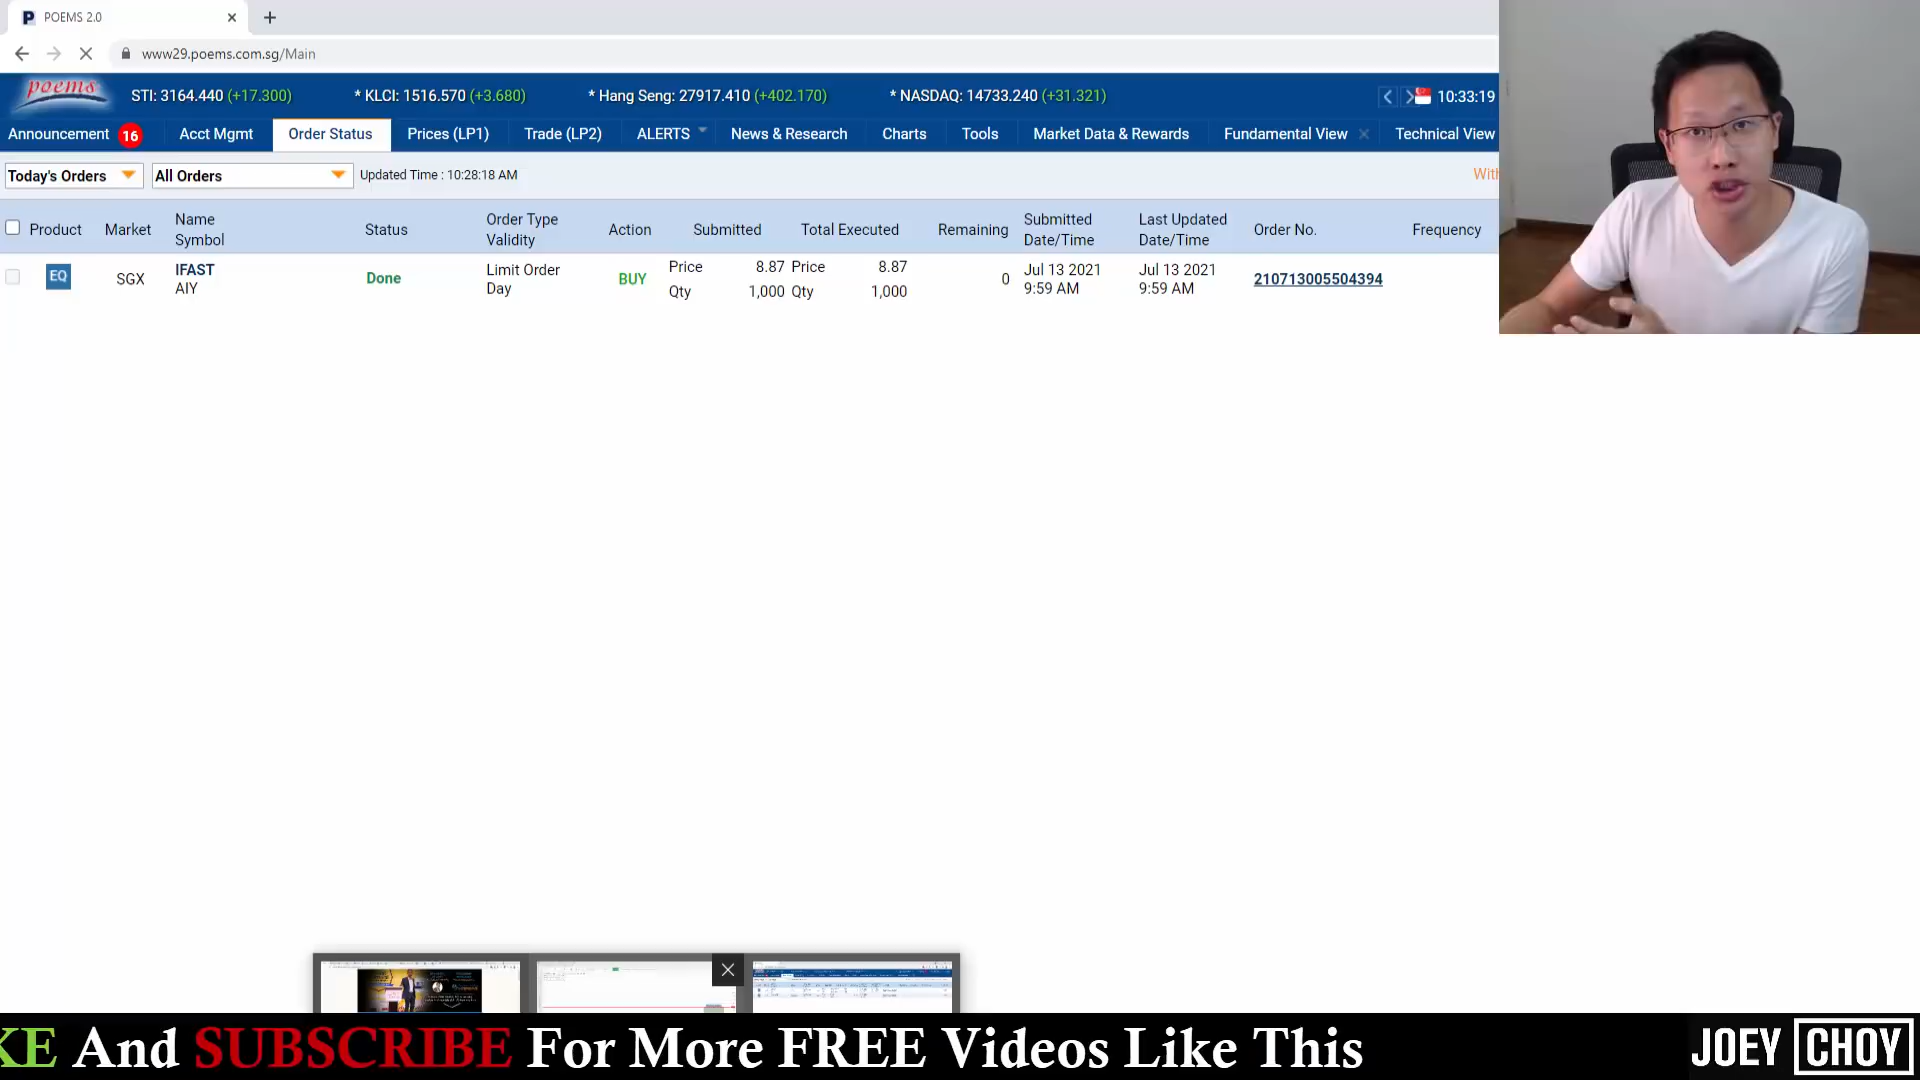 POEMS 2.0
www29.poems.com.sg/Main
poems STI: 3164.440 (+17.300) * KLCI: 1516.570 (+3.680) * Hang Seng: 27917.410 (+402.170) * NASDAQ: 14733.240 (+31.321) 10:33:19
Announcement 16 Acct Mgmt Order Status Prices (LP1) Trade (LP2) ALERTS News & Research Charts Tools Market Data & Rewards Fundamental View Technical View
Today's Orders All Orders Updated Time : 10:28:18 AM With
Product Market Name Symbol Status Order Type Validity Action Submitted Total Executed Remaining Submitted Date/Time Last Updated Date/Time Order No. Frequency
EQ SGX IFAST AIY Done Limit Order Day BUY Price 8.87 Qty 1,000 Price 8.87 Qty 1,000 0 Jul 13 2021 9:59 AM Jul 13 2021 9:59 AM 210713005504394
KE And SUBSCRIBE For More FREE Videos Like This
JOEY CHOY